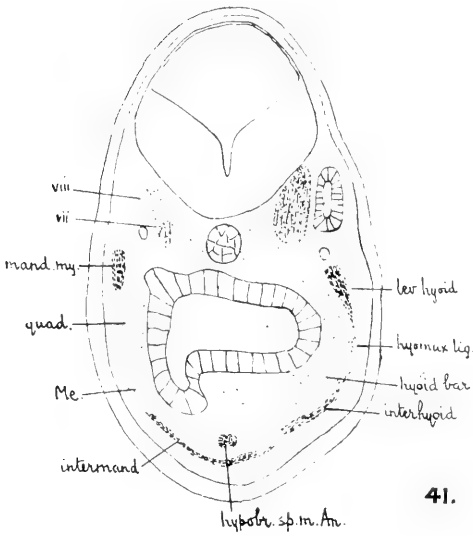 viii
vii
mand. my.
quad.
Me.
intermand
hypobr. sp. m. An.
lev hyoid
hyomax lig.
hyoid bar
interhyoid
41.